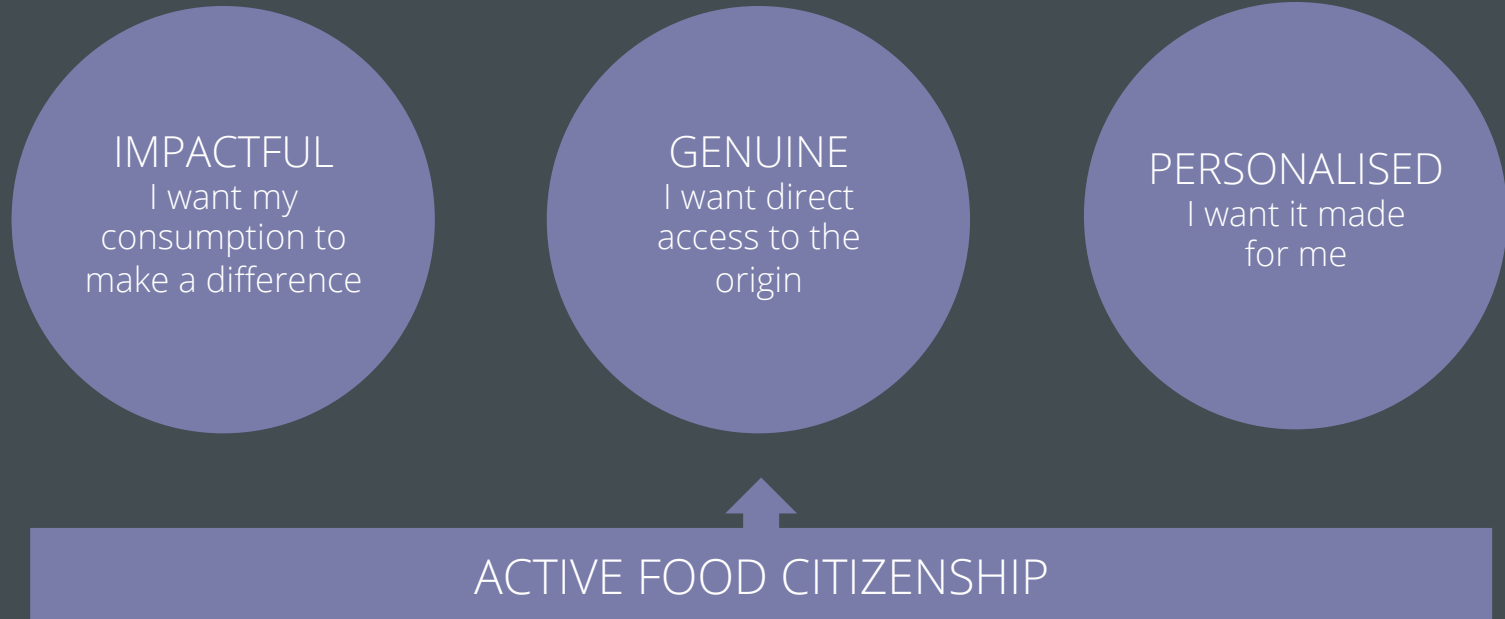 IMPACTFUL
I want my
consumption to
make a difference
GENUINE
I want direct
access to the
origin
PERSONALISED
I want it made
for me
ACTIVE FOOD CITIZENSHIP